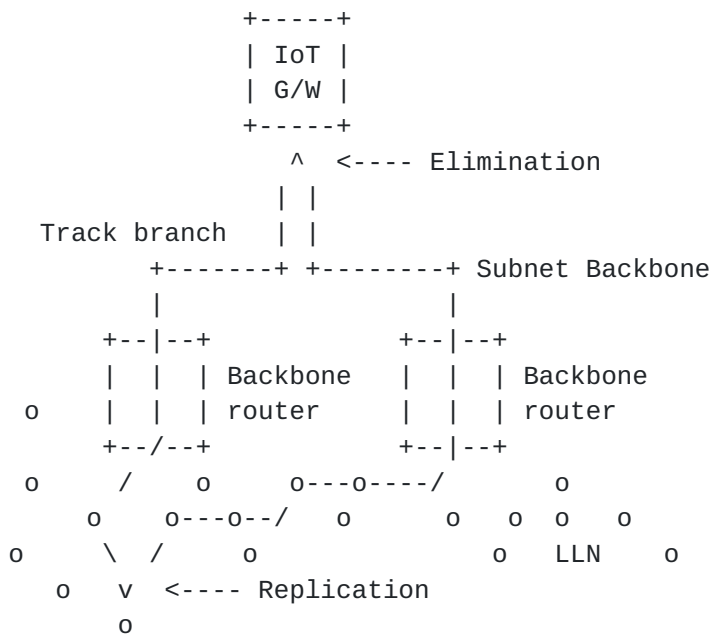 IoT
G/W
<---- Elimination
Track branch
Subnet Backbone
Backbone Backbone
o router router
o o o---o----/ o
o o---o--/ o o o o o
o \ / o o LLN o
o v <---- Replication
o